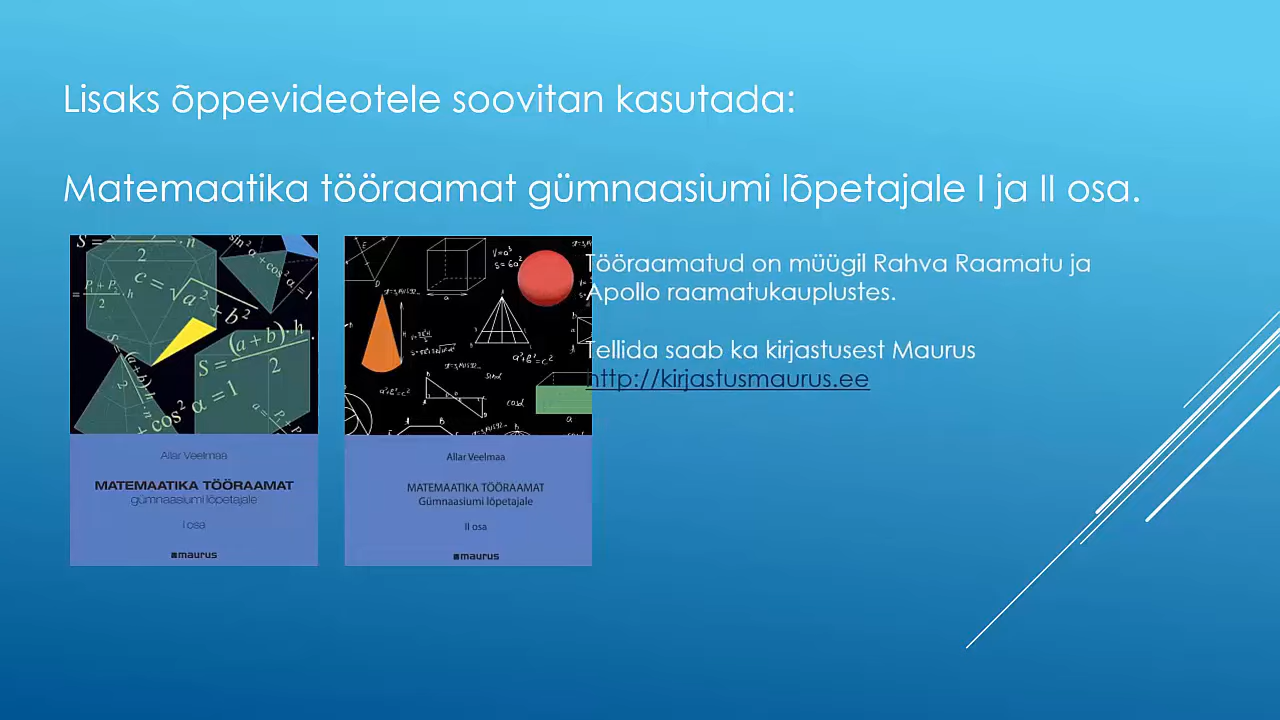 Lisaks õppevideotele soovitan kasutada:
Matemaatika tööraamat gümnaasiumi lõpetajale I ja II osa.
Tööraamatud on müügil Rahva Raamatu ja
Apollo raamatukauplustes.
Tellida saab ka kirjastusest Maurus
http://kirjastusmaurus.ee
Allar Veelmaa
MATEMAATIKA TÖÖRAAMAT
gümnaasiumi lõpetajale
I osa
maurus
Allar Veelmaa
MATEMAATIKA TÖÖRAAMAT
Gümnaasiumi lõpetajale
II osa
maurus